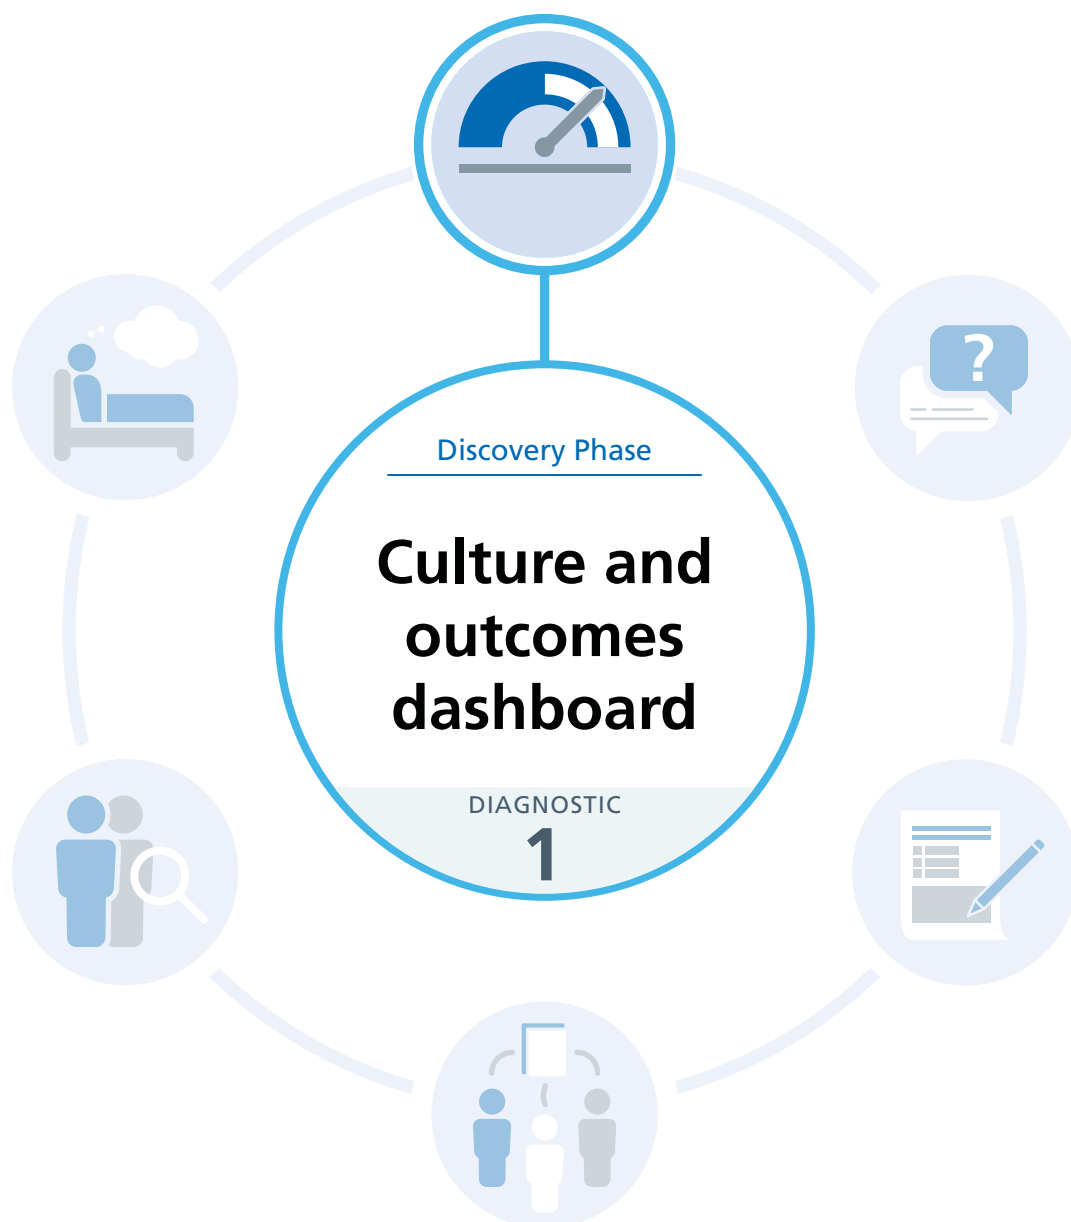 ?
Discovery Phase
Culture and
outcomes
dashboard
DIAGNOSTIC
1